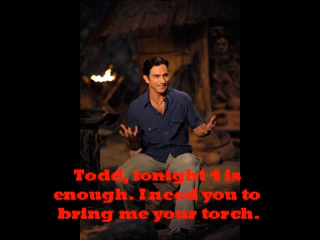 Todd, tonight 4 is
enough. I need you to
bring me your torch.